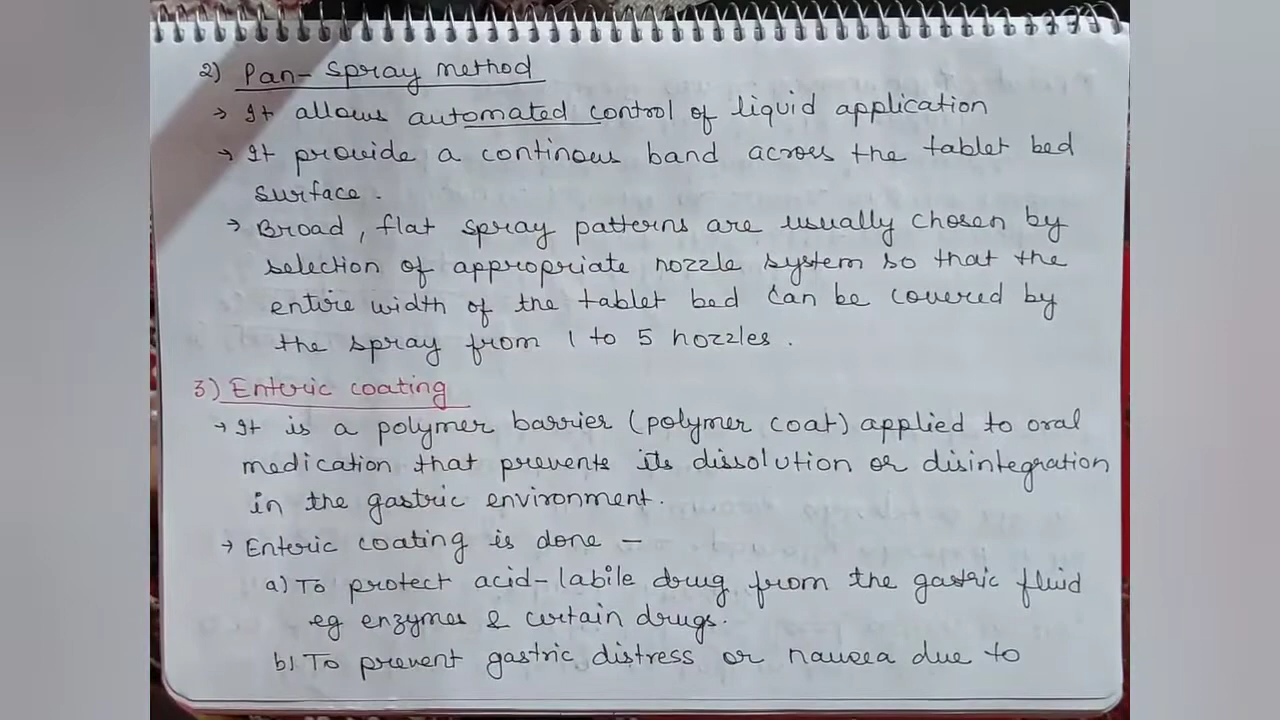 2) Pan-spray method
→ It allows automated control of liquid application
→ It provide a continous band across the tablet bed
surface.
→ Broad, flat spray patterns are usually chosen by
selection of appropriate nozzle system so that the
entire width of the tablet bed can be covered by
the spray from 1 to 5 nozzles.
3) Enteric coating
→ It is a polymer barrier (polymer coat) applied to oral
medication that prevents its dissolution or disintegration
in the gastric environment.
→ Enteric coating is done -
a) To protect acid-labile drug from the gastric fluid
eg enzymes & certain drugs.
b) To prevent gastric distress or nausea due to